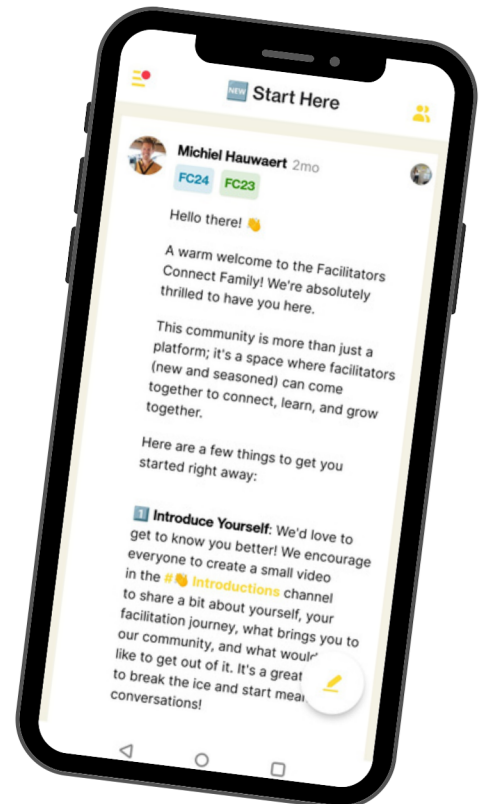 NEW Start Here
Michiel Hauwaert 2mo
FC24 FC23
Hello there! 👋
A warm welcome to the Facilitators
Connect Family! We're absolutely
thrilled to have you here.
This community is more than just a
platform; it's a space where facilitators
(new and seasoned) can come
together to connect, learn, and grow
together.
Here are a few things to get you
started right away:
1 Introduce Yourself: We'd love to
get to know you better! We encourage
everyone to create a small video
in the #👋 Introductions channel
to share a bit about yourself, your
facilitation journey, what brings you to
our community, and what would
like to get out of it. It's a great
to break the ice and start
conversations!